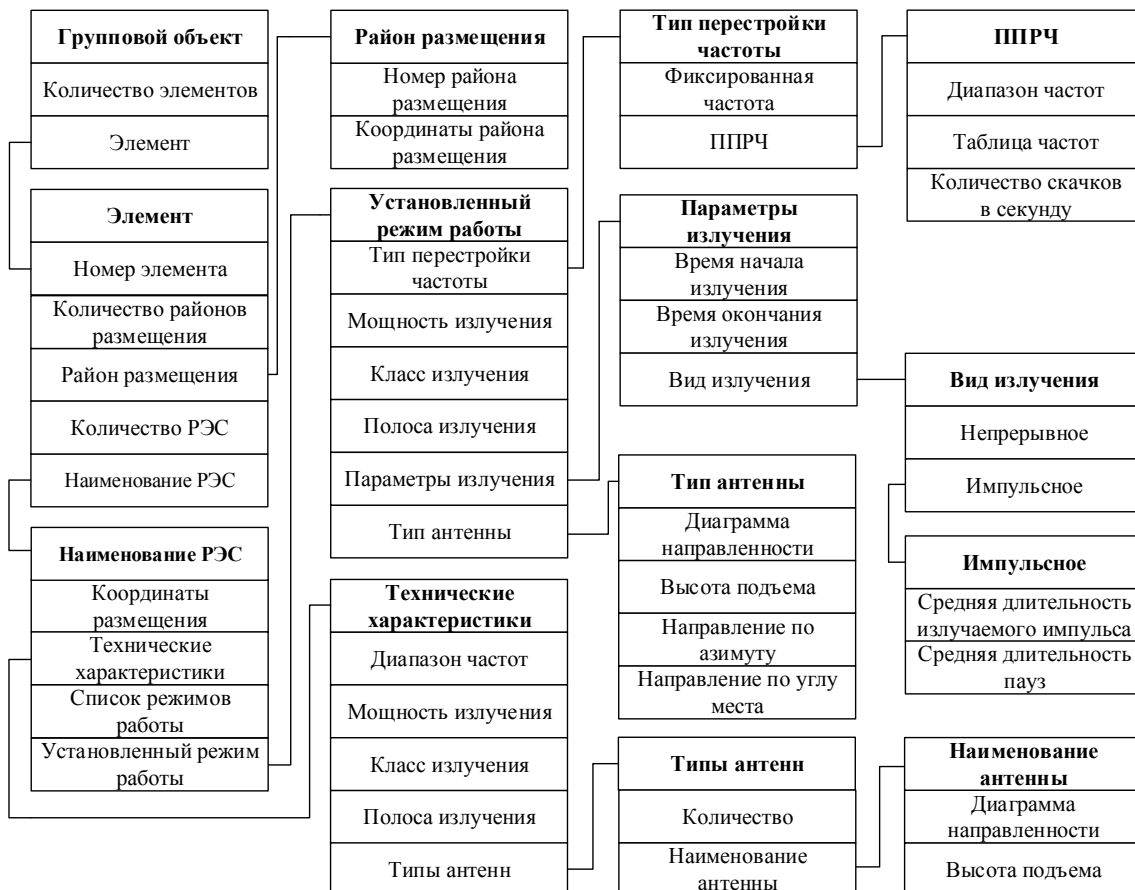 Групповой объект
Количество элементов
Элемент
Элемент
Номер элемента
Количество районов
размещения
Район размещения
Количество РЭС
Наименование РЭС
Наименование РЭС
Координаты
размещения
Технические
характеристики
Список режимов
работы
Установленный режим
работы
Район размещения
Номер района
размещения
Координаты района
размещения
Установленный
режим работы
Тип перестройки
частоты
Мощность излучения
Класс излучения
Полоса излучения
Параметры излучения
Тип антенны
Технические
характеристики
Диапазон частот
Мощность излучения
Класс излучения
Полоса излучения
Типы антенн
Тип перестройки
частоты
Фиксированная
частота
ППРЧ
Параметры
излучения
Время начала
излучения
Время окончания
излучения
Вид излучения
Тип антенны
Диаграмма
направленности
Высота подъема
Направление по
азимуту
Направление по углу
места
Типы антенн
Количество
Наименование
антенны
ППРЧ
Диапазон частот
Таблица частот
Количество скачков
в секунду
Вид излучения
Непрерывное
Импульсное
Импульсное
Средняя длительность
излучаемого импульса
Средняя длительность
пауз
Наименование
антенны
Диаграмма
направленности
Высота подъема